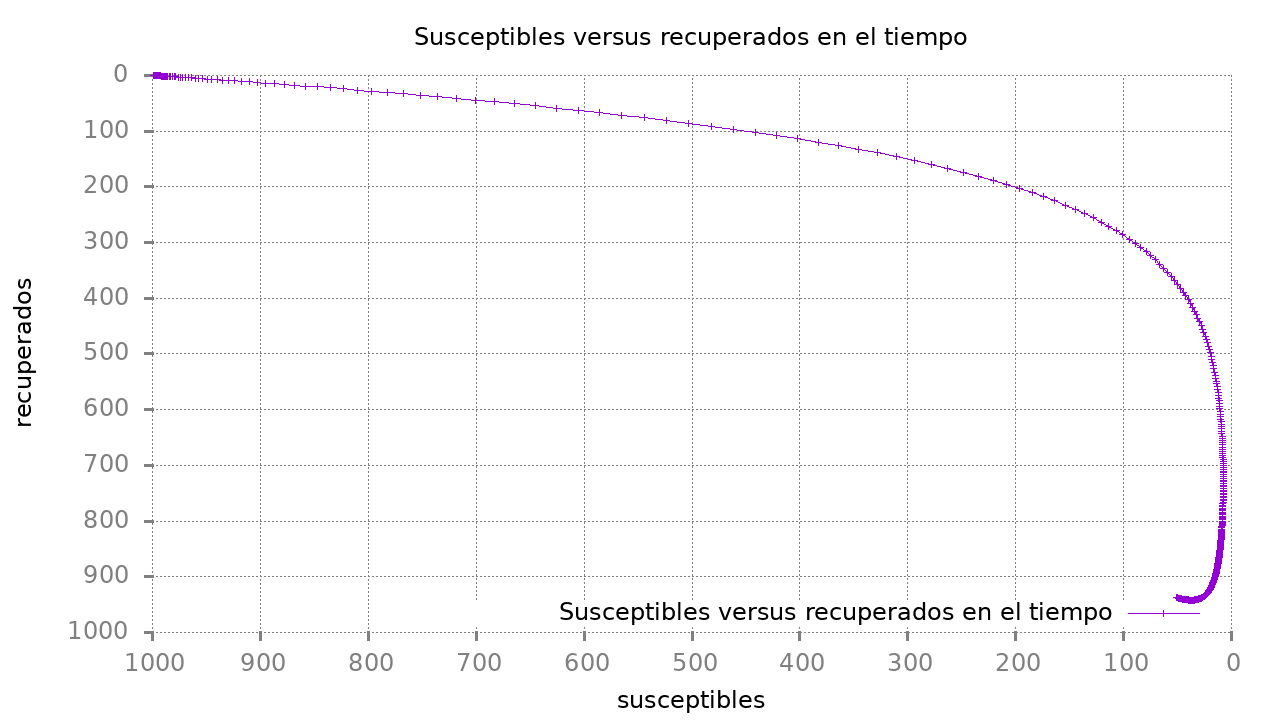 Susceptibles versus recuperados en el tiempo
0
100
200
300
400
500
600
700
800
900
1000
recuperados
Susceptibles versus recuperados en el tiempo
1000 900 800 700 600 500 400 300 200 100 0
susceptibles